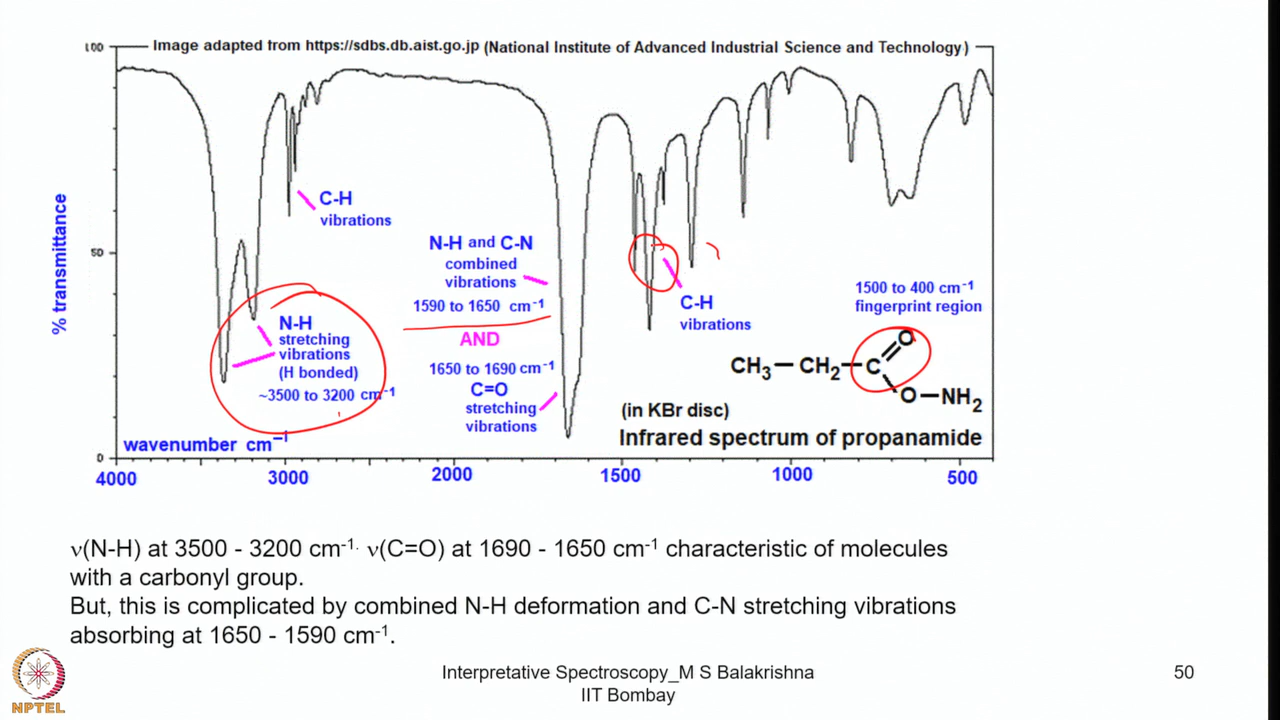 100
Image adapted from https://sdbs.db.aist.go.jp (National Institute of Advanced Industrial Science and Technology)
% transmittance
C-H
vibrations
N-H and C-N
combined
vibrations
50
1590 to 1650 cm⁻¹
1500 to 400 cm⁻¹
fingerprint region
C-H
vibrations
N-H
stretching
vibrations
(H bonded)
~3500 to 3200 cm⁻¹
AND
1650 to 1690 cm⁻¹
C=O
stretching
vibrations
O
CH₃—CH₂—C
O—NH₂
(in KBr disc)
Infrared spectrum of propanamide
wavenumber cm⁻¹
0
4000 3000 2000 1500 1000 500
ν(N-H) at 3500 - 3200 cm⁻¹· ν(C=O) at 1690 - 1650 cm⁻¹ characteristic of molecules
with a carbonyl group.
But, this is complicated by combined N-H deformation and C-N stretching vibrations
absorbing at 1650 - 1590 cm⁻¹.
Interpretative Spectroscopy_M S Balakrishna
IIT Bombay
50
NPTEL